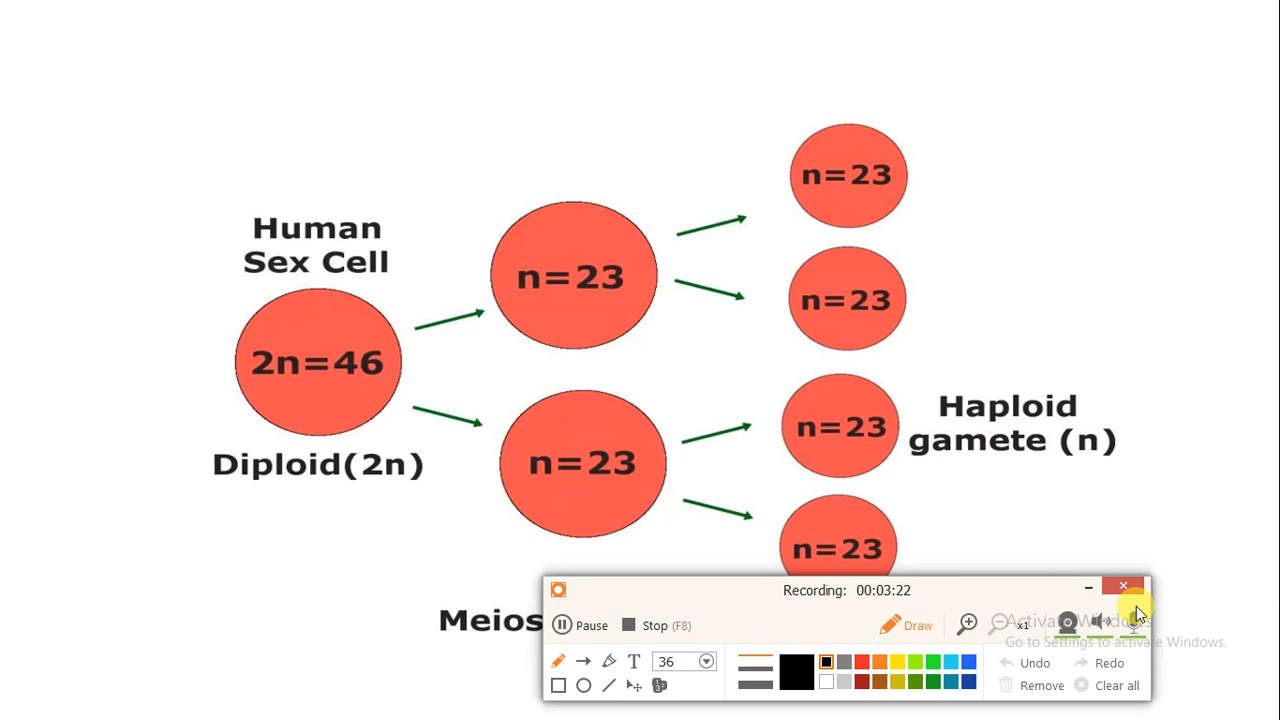 Human
Sex Cell
2n=46
Diploid(2n)
n=23
n=23
n=23
n=23
n=23
n=23
Haploid
gamete (n)
Meios
Recording: 00:03:22
Pause
Stop (F8)
Draw
x1
36
Undo
Redo
Remove
Clear all
Activate Windows
Go to Settings to activate Windows.